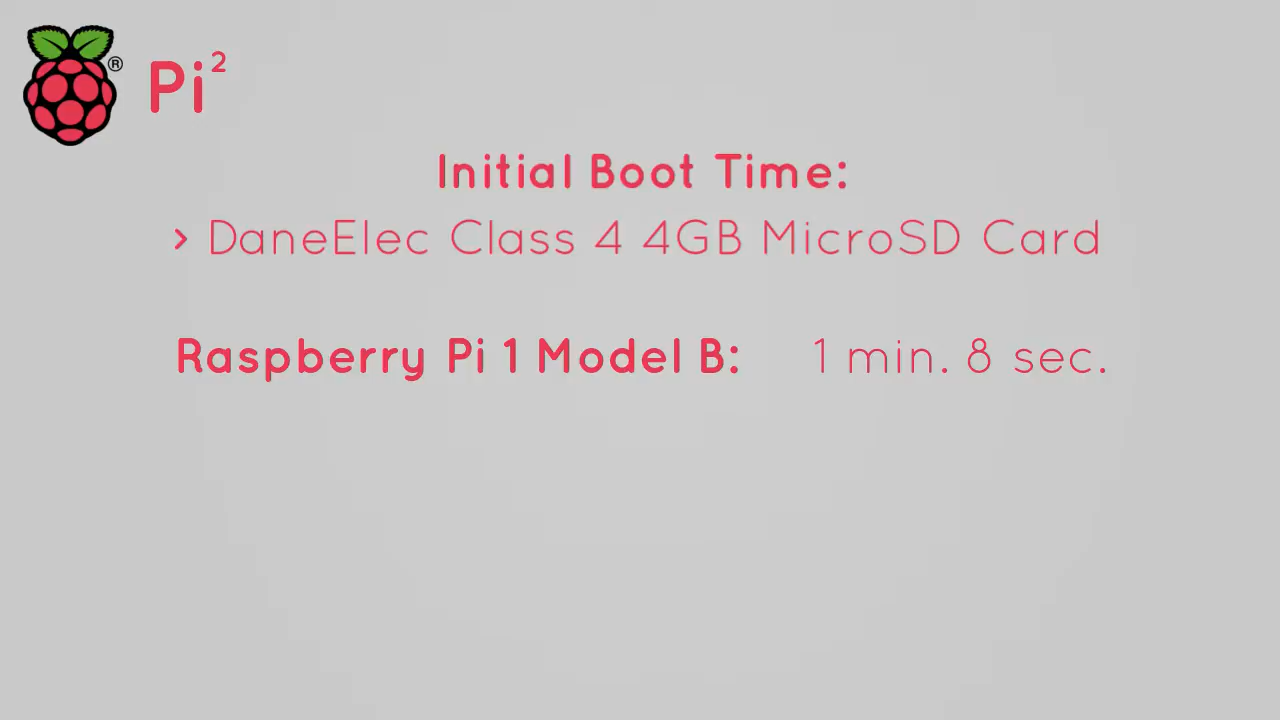 ® Pi²
Initial Boot Time:
› DaneElec Class 4 4GB MicroSD Card
Raspberry Pi 1 Model B: 1 min. 8 sec.